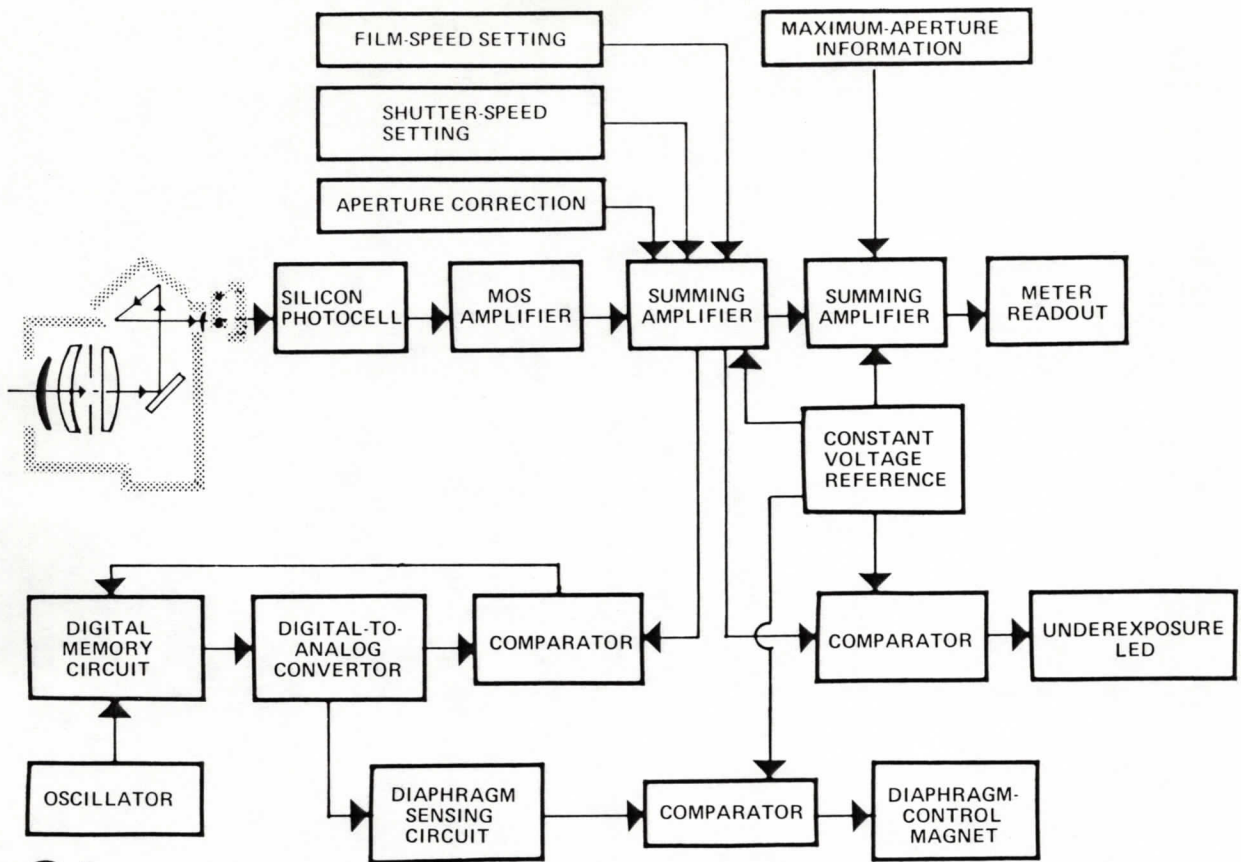 FILM-SPEED SETTING
MAXIMUM-APERTURE
INFORMATION
SHUTTER-SPEED
SETTING
APERTURE CORRECTION
SILICON
PHOTOCELL
MOS
AMPLIFIER
SUMMING
AMPLIFIER
SUMMING
AMPLIFIER
METER
READOUT
CONSTANT
VOLTAGE
REFERENCE
DIGITAL
MEMORY
CIRCUIT
DIGITAL-TO-
ANALOG
CONVERTOR
COMPARATOR
COMPARATOR
UNDEREXPOSURE
LED
OSCILLATOR
DIAPHRAGM
SENSING
CIRCUIT
COMPARATOR
DIAPHRAGM-
CONTROL
MAGNET